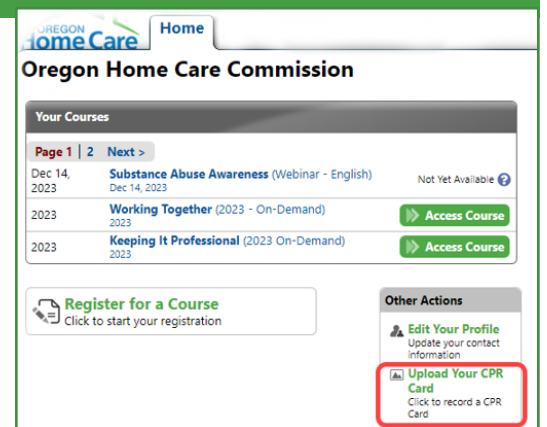 OREGON
Home Care
Home
Oregon Home Care Commission
Your Courses
Page 1 | 2 Next >
Dec 14, 2023
Substance Abuse Awareness (Webinar - English)
Dec 14, 2023
Not Yet Available ?
2023
Working Together (2023 - On-Demand)
2023
Access Course
2023
Keeping It Professional (2023 On-Demand)
2023
Access Course
Register for a Course
Click to start your registration
Other Actions
Edit Your Profile
Update your contact
information
Upload Your CPR
Card
Click to record a CPR
Card